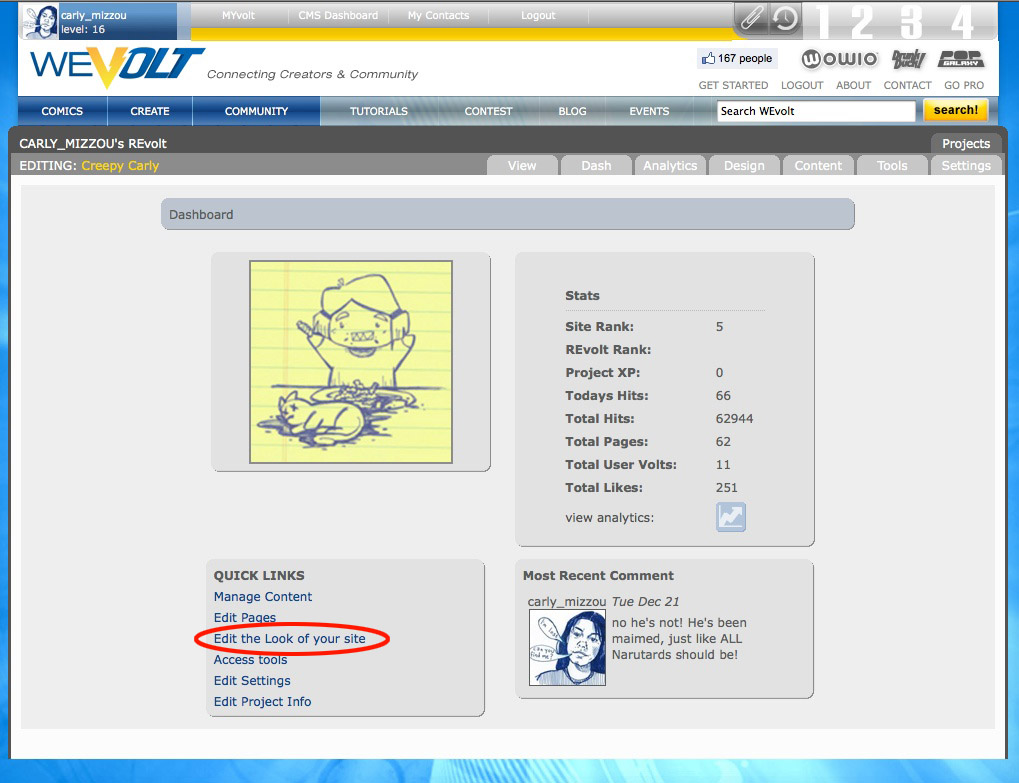 carly_mizzou
level: 16
MYvolt
CMS Dashboard
My Contacts
Logout
1 2 3 4
WEVOLT
Connecting Creators & Community
167 people
WOWIO
POP GALAXY
GET STARTED LOGOUT ABOUT CONTACT GO PRO
COMICS CREATE COMMUNITY TUTORIALS CONTEST BLOG EVENTS
Search WEvolt
search!
CARLY_MIZZOU's REvolt
Projects
EDITING: Creepy Carly
View Dash Analytics Design Content Tools Settings
Dashboard
Stats
Site Rank: 5
REvolt Rank:
Project XP: 0
Todays Hits: 66
Total Hits: 62944
Total Pages: 62
Total User Volts: 11
Total Likes: 251
view analytics:
QUICK LINKS
Manage Content
Edit Pages
Edit the Look of your site
Access tools
Edit Settings
Edit Project Info
Most Recent Comment
carly_mizzou Tue Dec 21
no he's not! He's been
maimed, just like ALL
Narutards should be!